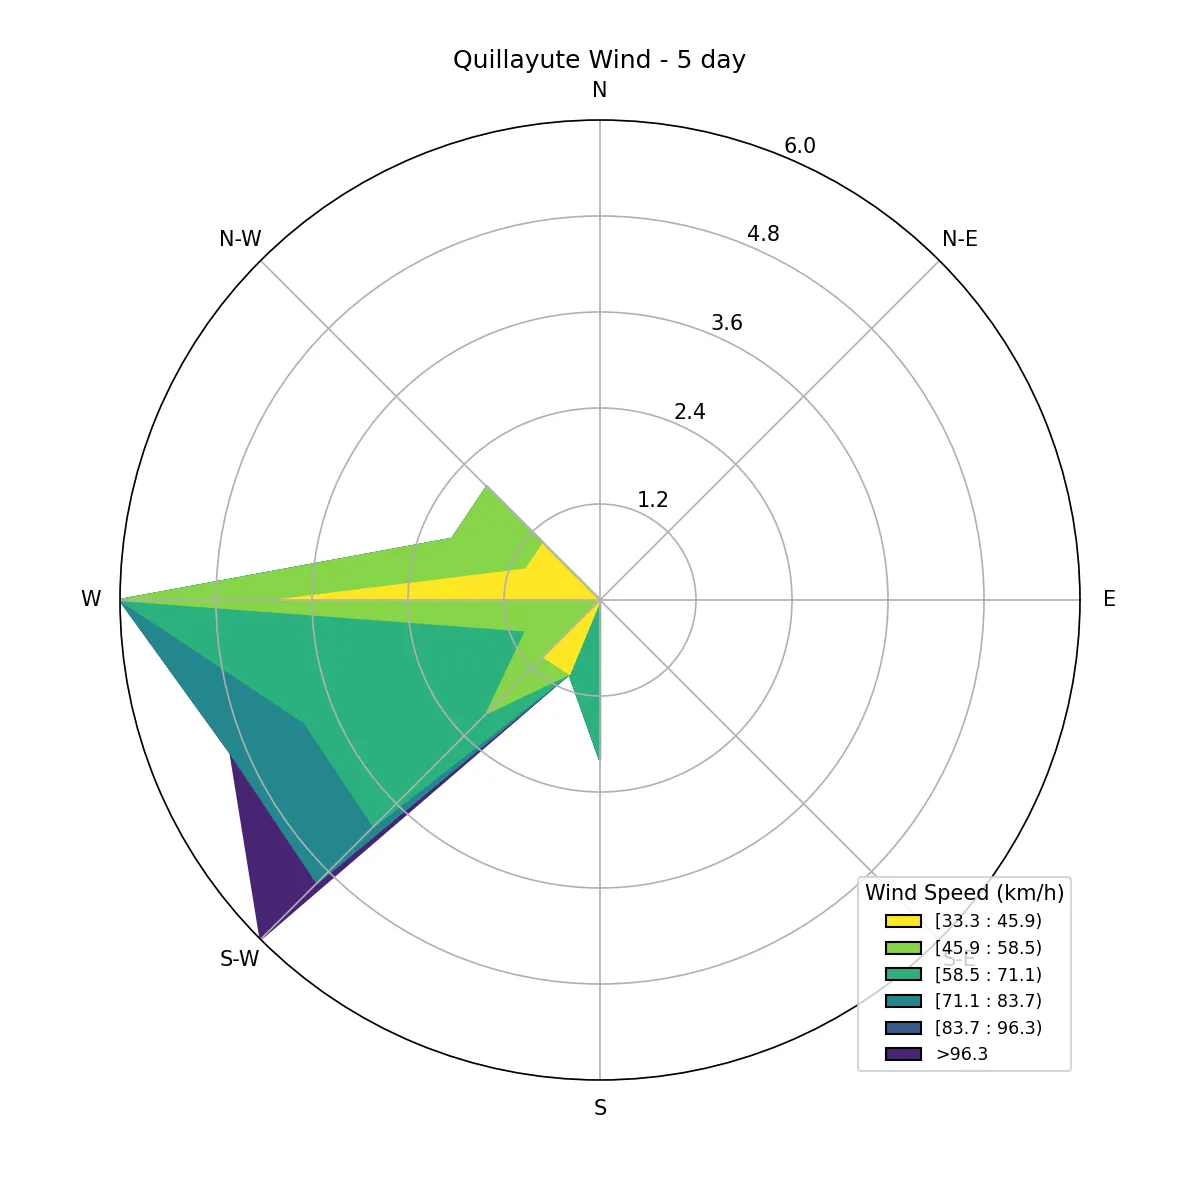 Quillayute Wind - 5 day
N
6.0
N-W
4.8
N-E
3.6
2.4
1.2
W
E
S-W
S-E
S
Wind Speed (km/h)
[33.3 : 45.9)
[45.9 : 58.5)
[58.5 : 71.1)
[71.1 : 83.7)
[83.7 : 96.3)
>96.3